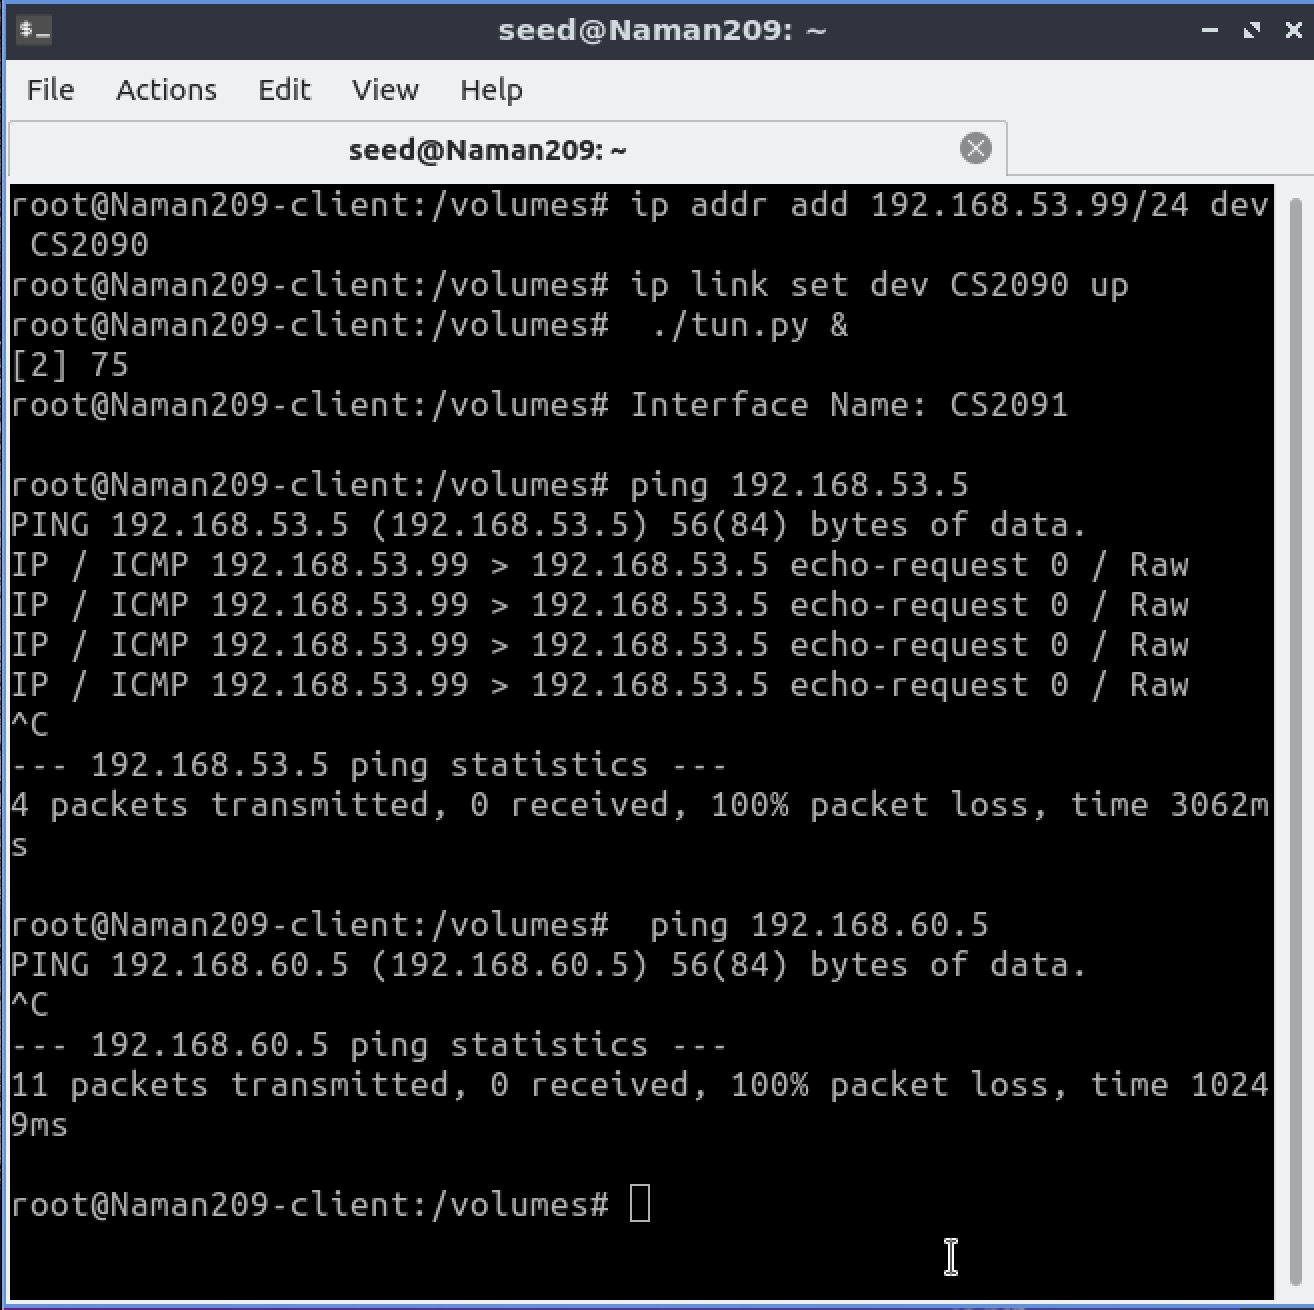 seed@Naman209: ~
File Actions Edit View Help
seed@Naman209: ~
root@Naman209-client:/volumes# ip addr add 192.168.53.99/24 dev
 CS2090
root@Naman209-client:/volumes# ip link set dev CS2090 up
root@Naman209-client:/volumes#  ./tun.py &
[2] 75
root@Naman209-client:/volumes# Interface Name: CS2091

root@Naman209-client:/volumes# ping 192.168.53.5
PING 192.168.53.5 (192.168.53.5) 56(84) bytes of data.
IP / ICMP 192.168.53.99 > 192.168.53.5 echo-request 0 / Raw
IP / ICMP 192.168.53.99 > 192.168.53.5 echo-request 0 / Raw
IP / ICMP 192.168.53.99 > 192.168.53.5 echo-request 0 / Raw
IP / ICMP 192.168.53.99 > 192.168.53.5 echo-request 0 / Raw
^C
--- 192.168.53.5 ping statistics ---
4 packets transmitted, 0 received, 100% packet loss, time 3062m
s

root@Naman209-client:/volumes#  ping 192.168.60.5
PING 192.168.60.5 (192.168.60.5) 56(84) bytes of data.
^C
--- 192.168.60.5 ping statistics ---
11 packets transmitted, 0 received, 100% packet loss, time 1024
9ms

root@Naman209-client:/volumes#